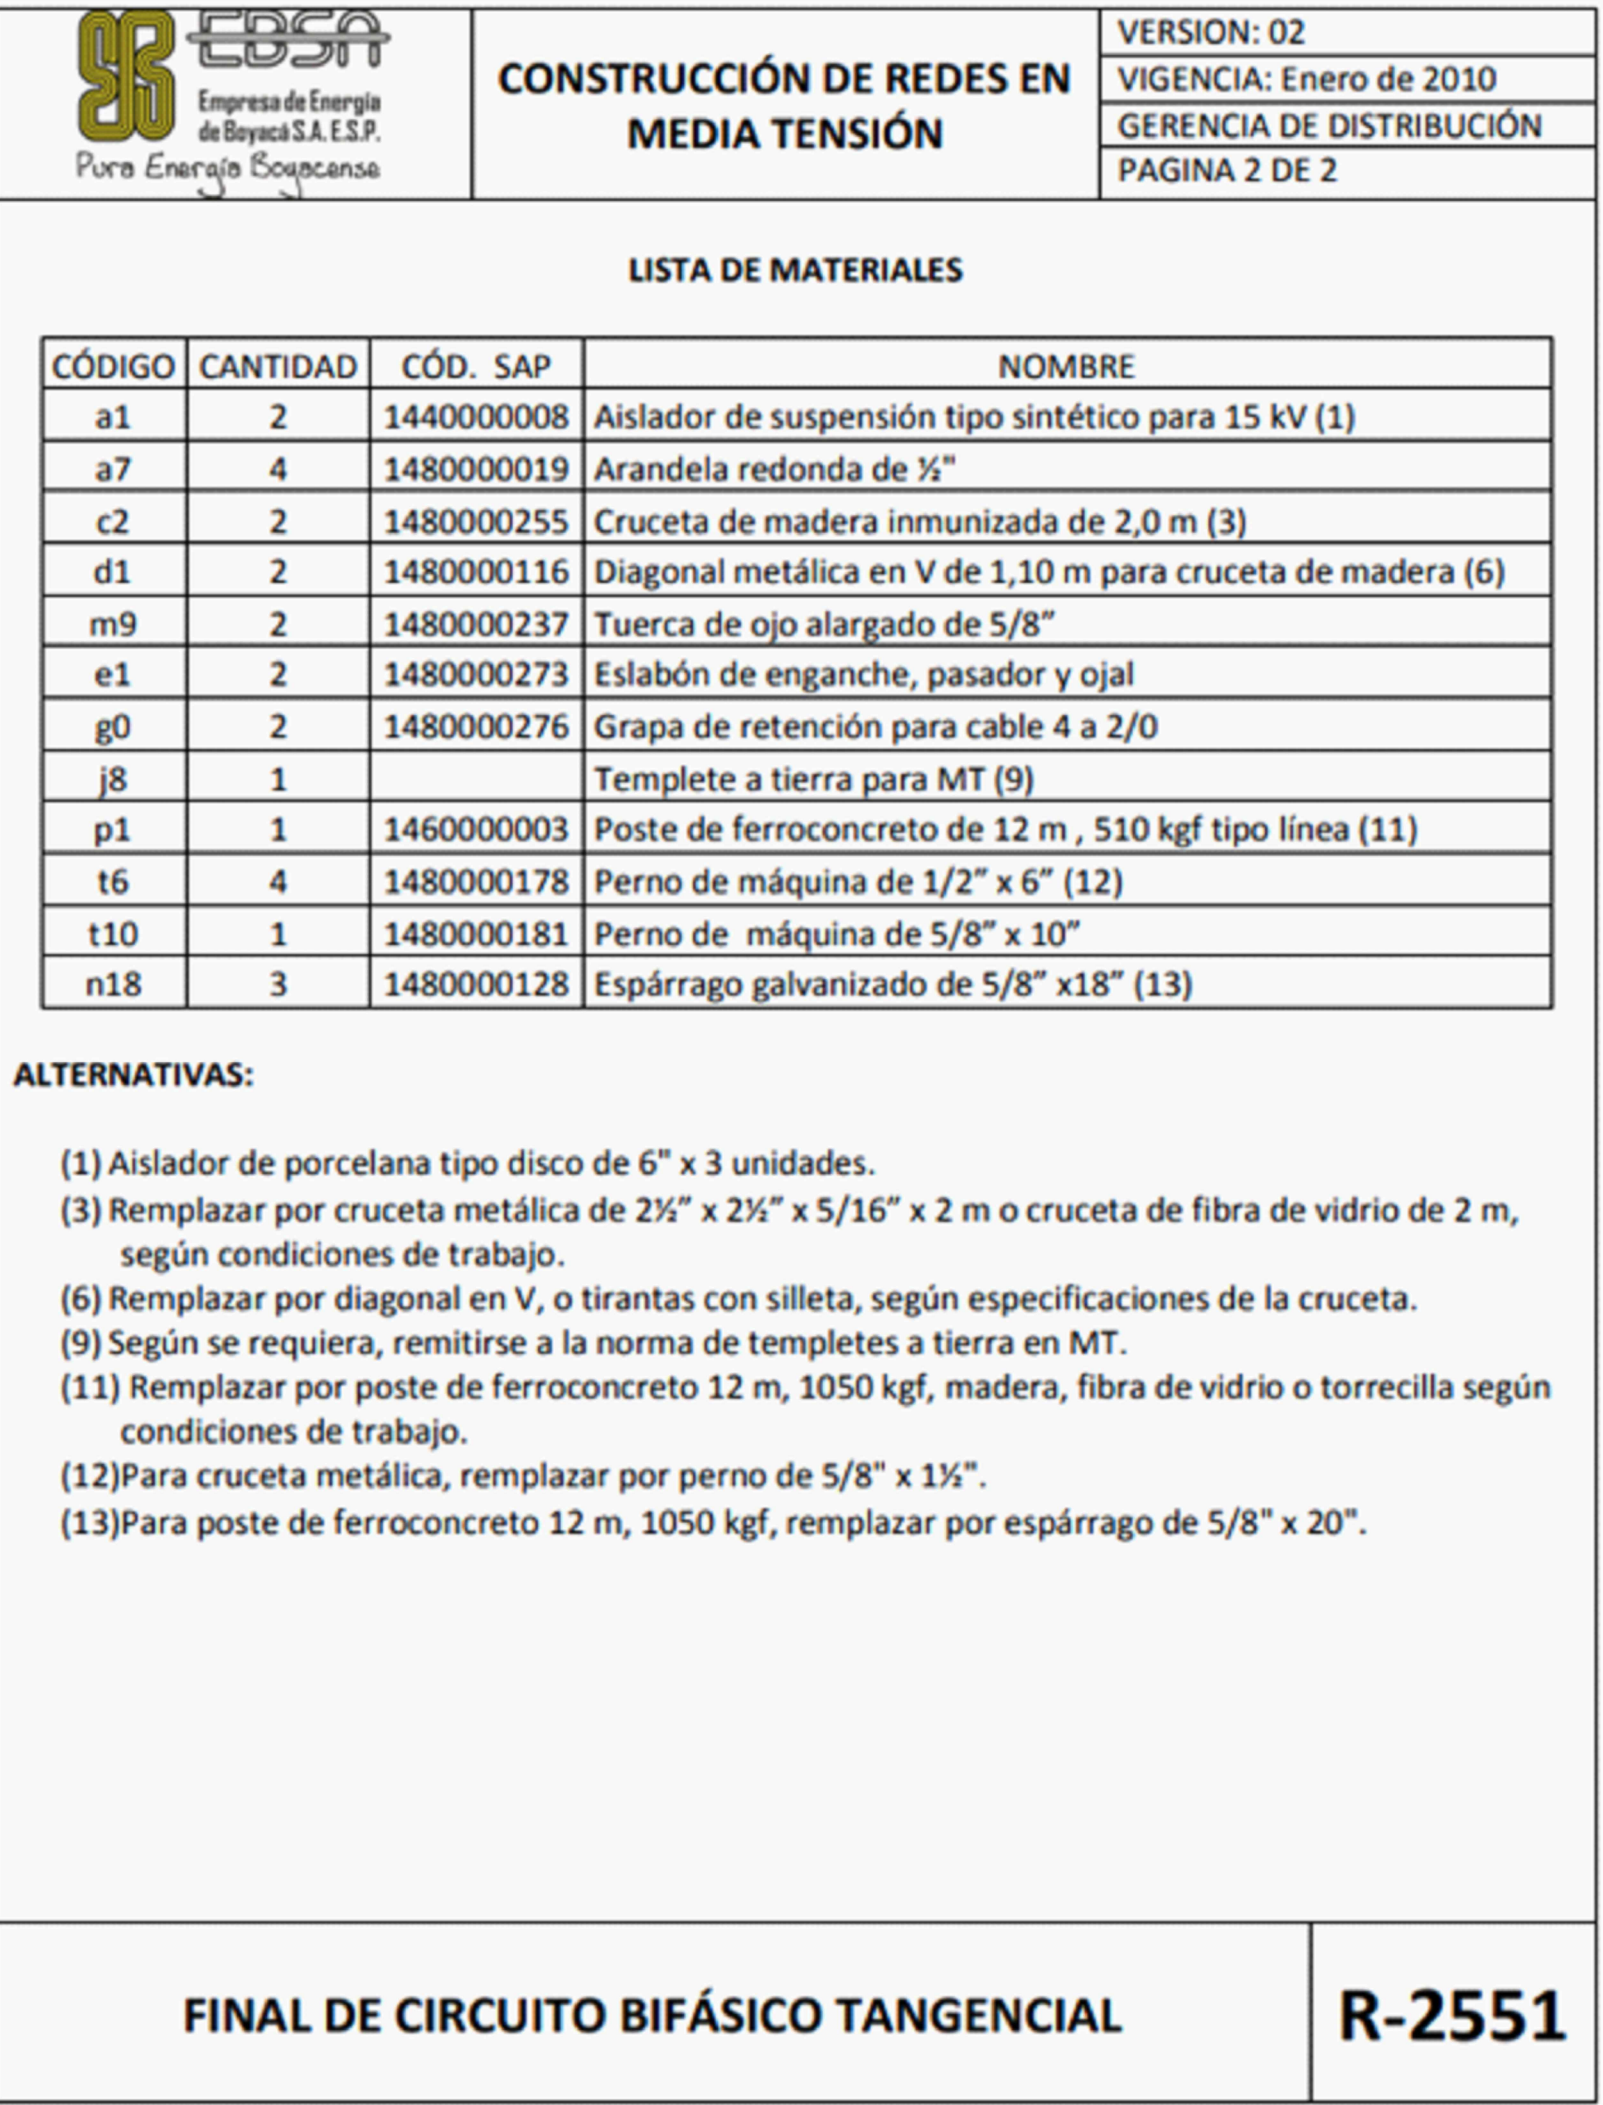 EBSA
Empresa de Energía
de Boyacá S.A. E.S.P.
Pura Energía Boyacense
CONSTRUCCIÓN DE REDES EN
MEDIA TENSIÓN
VERSION: 02
VIGENCIA: Enero de 2010
GERENCIA DE DISTRIBUCIÓN
PAGINA 2 DE 2
LISTA DE MATERIALES
CÓDIGO CANTIDAD CÓD. SAP NOMBRE
a1 2 1440000008 Aislador de suspensión tipo sintético para 15 kV (1)
a7 4 1480000019 Arandela redonda de ½"
c2 2 1480000255 Cruceta de madera inmunizada de 2,0 m (3)
d1 2 1480000116 Diagonal metálica en V de 1,10 m para cruceta de madera (6)
m9 2 1480000237 Tuerca de ojo alargado de 5/8”
e1 2 1480000273 Eslabón de enganche, pasador y ojal
g0 2 1480000276 Grapa de retención para cable 4 a 2/0
j8 1 Templete a tierra para MT (9)
p1 1 1460000003 Poste de ferroconcreto de 12 m , 510 kgf tipo línea (11)
t6 4 1480000178 Perno de máquina de 1/2” x 6” (12)
t10 1 1480000181 Perno de máquina de 5/8” x 10”
n18 3 1480000128 Espárrago galvanizado de 5/8” x18” (13)
ALTERNATIVAS:
(1) Aislador de porcelana tipo disco de 6" x 3 unidades.
(3) Remplazar por cruceta metálica de 2½” x 2½” x 5/16” x 2 m o cruceta de fibra de vidrio de 2 m,
según condiciones de trabajo.
(6) Remplazar por diagonal en V, o tirantas con silleta, según especificaciones de la cruceta.
(9) Según se requiera, remitirse a la norma de templetes a tierra en MT.
(11) Remplazar por poste de ferroconcreto 12 m, 1050 kgf, madera, fibra de vidrio o torrecilla según
condiciones de trabajo.
(12)Para cruceta metálica, remplazar por perno de 5/8" x 1½".
(13)Para poste de ferroconcreto 12 m, 1050 kgf, remplazar por espárrago de 5/8" x 20".
FINAL DE CIRCUITO BIFÁSICO TANGENCIAL
R-2551